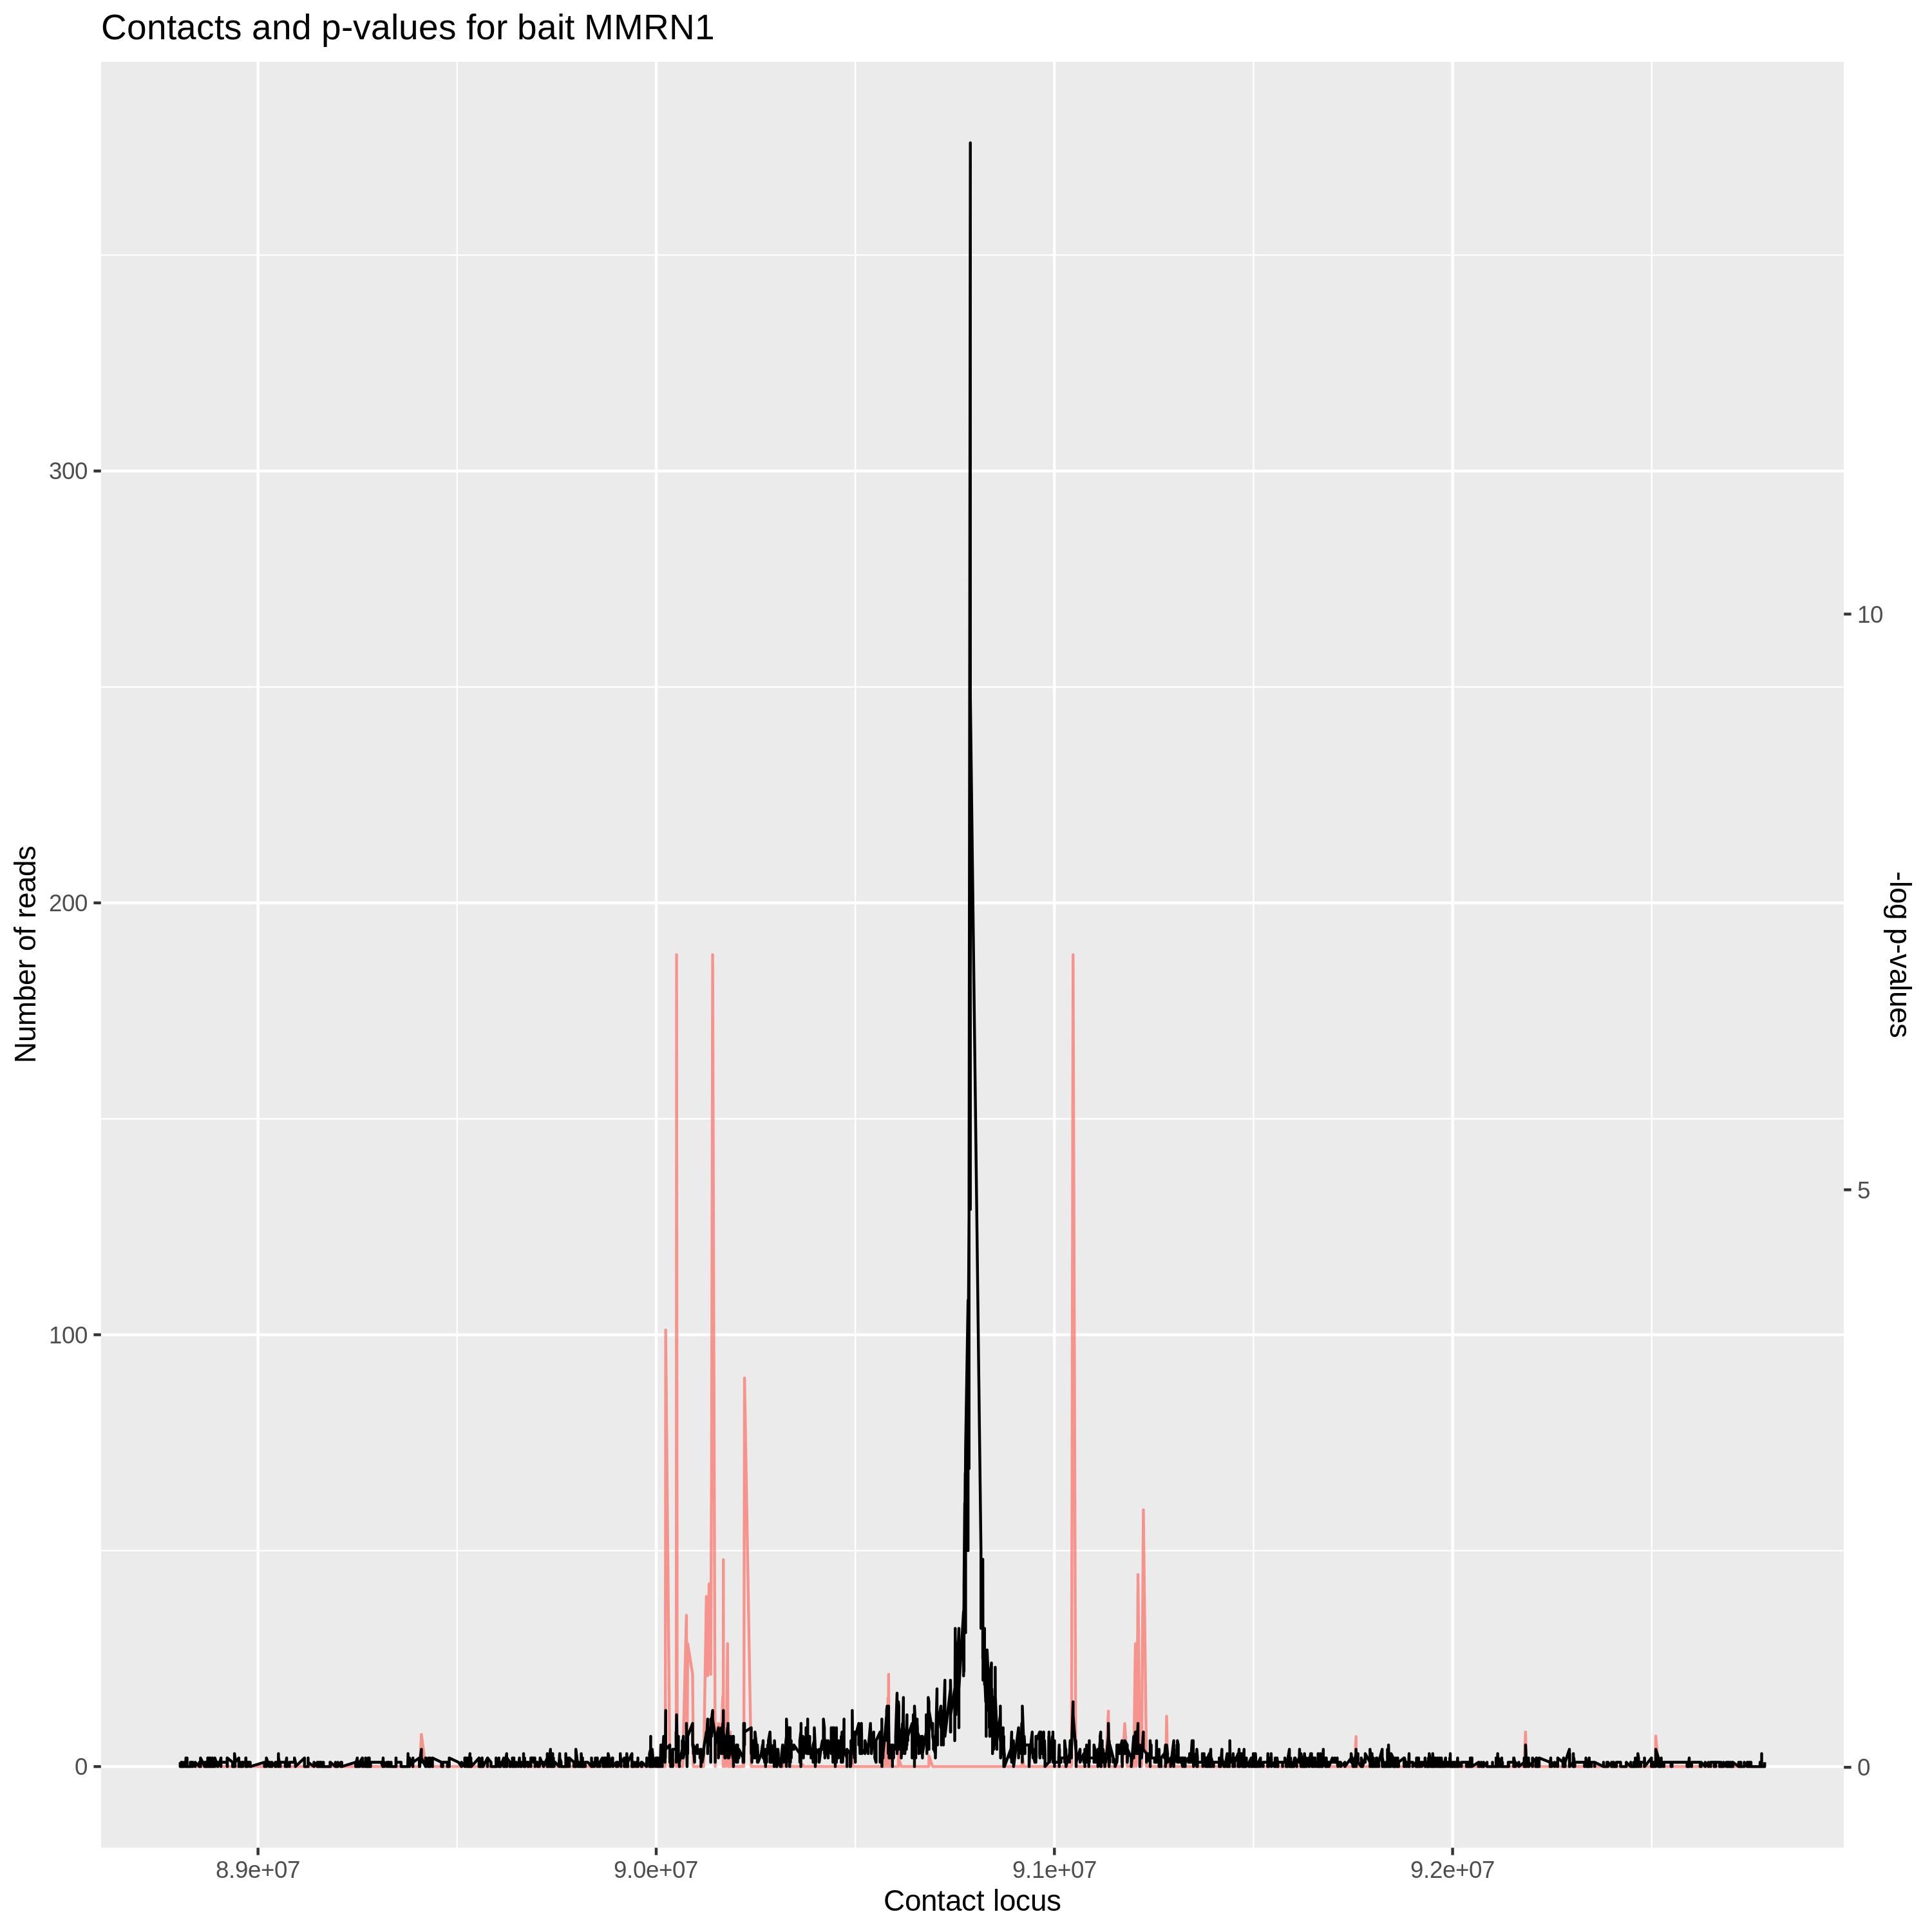 Contacts and p-values for bait MMRN1
Number of reads
300
200
100
0
10
5
0
-log p-values
8.9e+07
9.0e+07
9.1e+07
9.2e+07
Contact locus